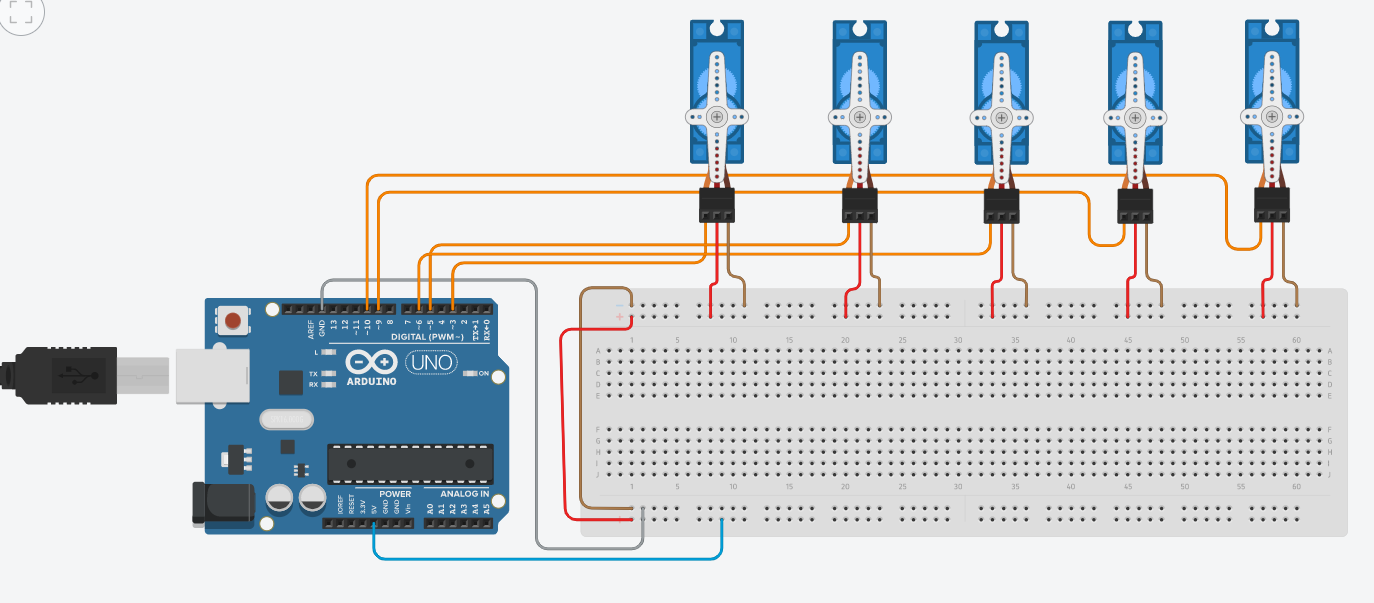 AREF
GND
13
12
~11
~10
~9
8
7
~6
~5
4
~3
2
TX→1
RX←0
DIGITAL (PWM~)
L
TX
RX
ARDUINO
UNO
ON
POWER
ANALOG IN
IOREF
RESET
3.3V
5V
GND
GND
Vin
A0
A1
A2
A3
A4
A5
1 5 10 15 20 25 30 35 40 45 50 55 60
A A
B B
C C
D D
E E
F F
G G
H H
I I
J J
1 5 10 15 20 25 30 35 40 45 50 55 60